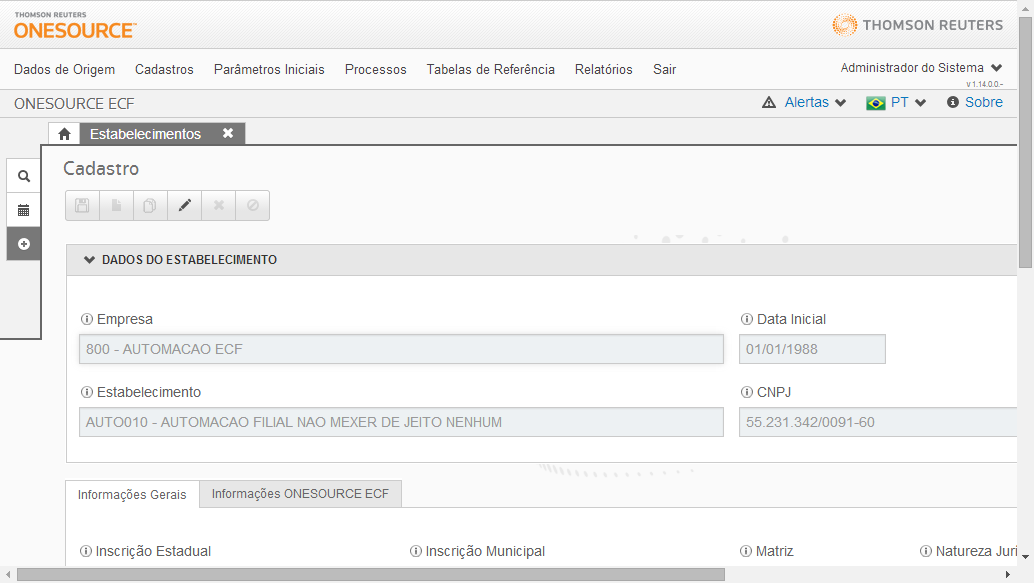 THOMSON REUTERS
ONESOURCE™
THOMSON REUTERS
Dados de Origem Cadastros Parâmetros Iniciais Processos Tabelas de Referência Relatórios Sair
Administrador do Sistema
v 1.14.0.0.-
ONESOURCE ECF
Alertas PT Sobre
Estabelecimentos
Cadastro
DADOS DO ESTABELECIMENTO
Empresa Data Inicial
800 - AUTOMACAO ECF 01/01/1988
Estabelecimento CNPJ
AUTO010 - AUTOMACAO FILIAL NAO MEXER DE JEITO NENHUM 55.231.342/0091-60
Informações Gerais Informações ONESOURCE ECF
Inscrição Estadual Inscrição Municipal Matriz Natureza Juri